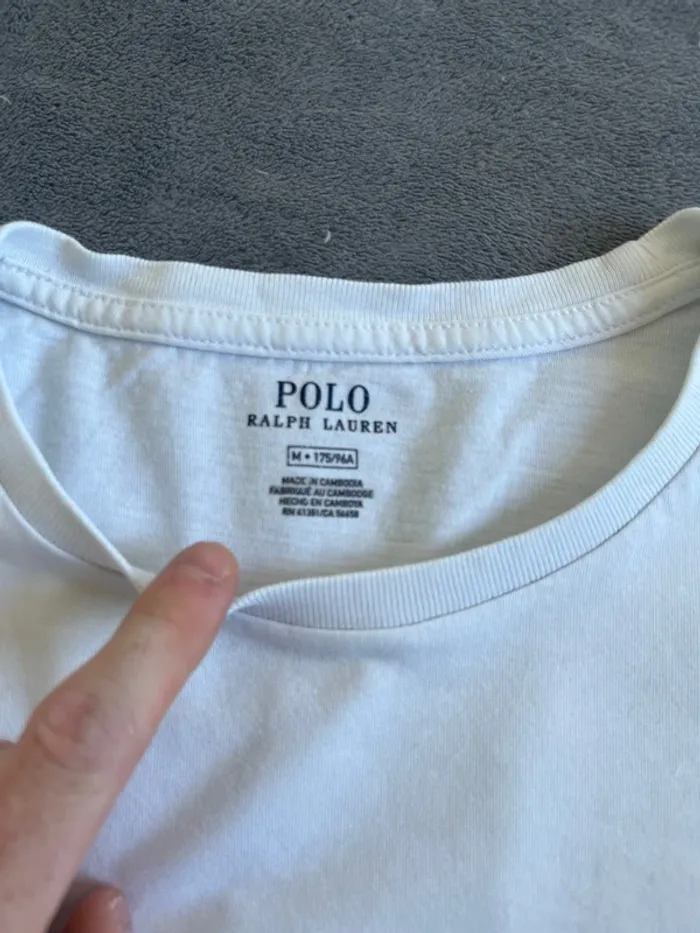 POLO
RALPH LAUREN
M • 175/96A
MADE IN CAMBODIA
FABRIQUÉ AU CAMBODGE
HECHO EN CAMBOYA
RN 41381/CA 56658